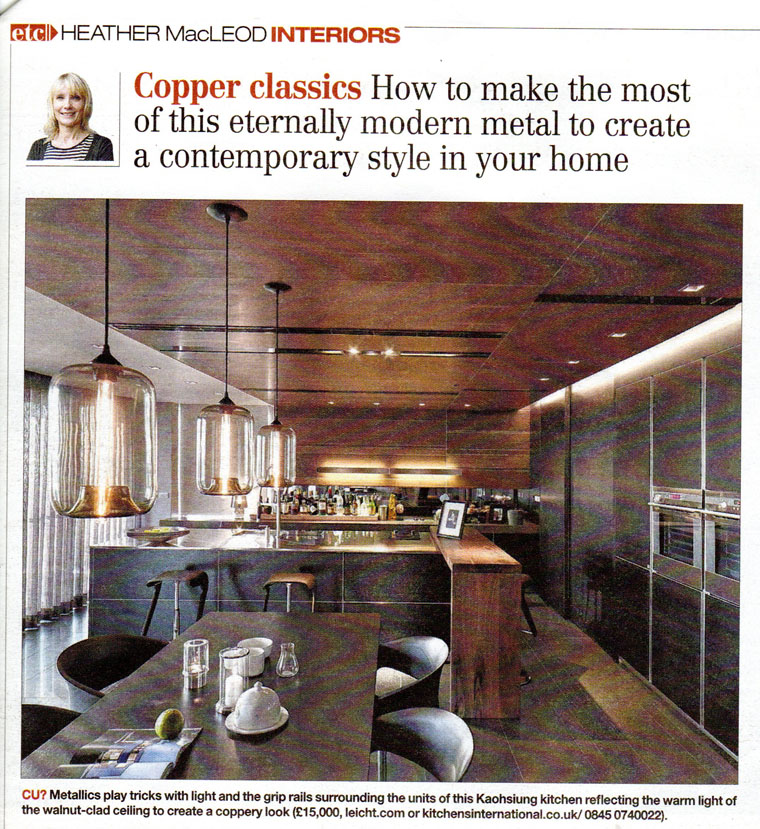 etc HEATHER MacLEOD INTERIORS
Copper classics How to make the most
of this eternally modern metal to create
a contemporary style in your home
CU? Metallics play tricks with light and the grip rails surrounding the units of this Kaohsiung kitchen reflecting the warm light of
the walnut-clad ceiling to create a coppery look (£15,000, leicht.com or kitchensinternational.co.uk/ 0845 0740022).